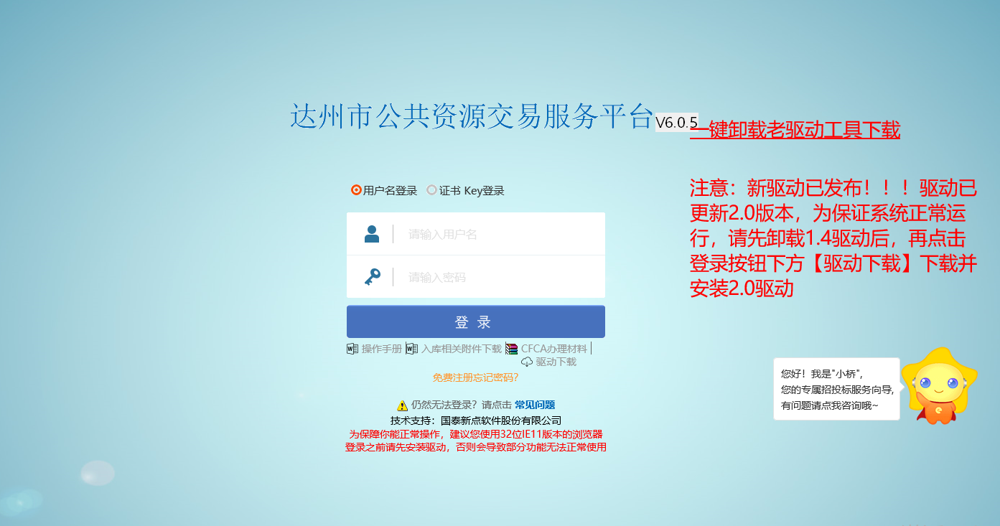 达州市公共资源交易服务平台V6.0.5
一键卸载老驱动工具下载
注意：新驱动已发布！！！驱动已
更新2.0版本，为保证系统正常运
行，请先卸载1.4驱动后，再点击
登录按钮下方【驱动下载】下载并
安装2.0驱动
用户名登录 证书 Key登录
请输入用户名
请输入密码
登 录
操作手册 入库相关附件下载 CFCA办理材料
驱动下载
免费注册忘记密码?
仍然无法登录？请点击 常见问题
技术支持：国泰新点软件股份有限公司
为保障你能正常操作，建议您使用32位IE11版本的浏览器
登录之前请先安装驱动，否则会导致部分功能无法正常使用
您好！我是"小桥",
您的专属招投标服务向导,
有问题请点我咨询哦~